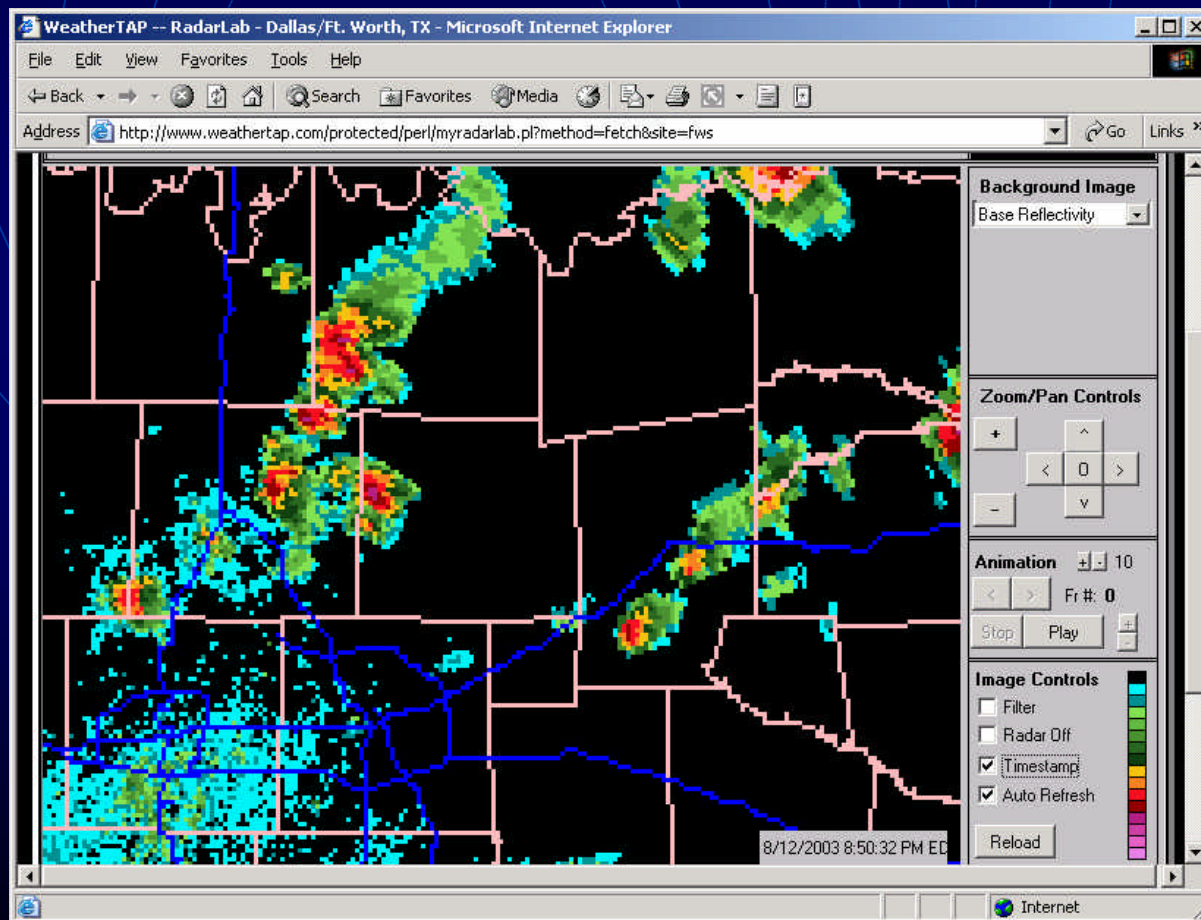 WeatherTAP -- RadarLab - Dallas/Ft. Worth, TX - Microsoft Internet Explorer
File Edit View Favorites Tools Help
Back Search Favorites Media
Address http://www.weathertap.com/protected/perl/myradarlab.pl?method=fetch&site=fws Go Links »
Background Image
Base Reflectivity
Zoom/Pan Controls
+ ^
< 0 >
- v
Animation + - 10
< > Fr #: 0
Stop Play + -
Image Controls
Filter
Radar Off
Timestamp
Auto Refresh
Reload
8/12/2003 8:50:32 PM ED
Internet